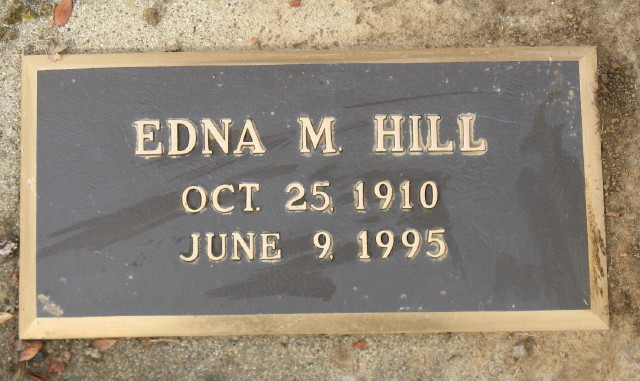 EDNA M. HILL
OCT. 25, 1910
JUNE 9, 1995